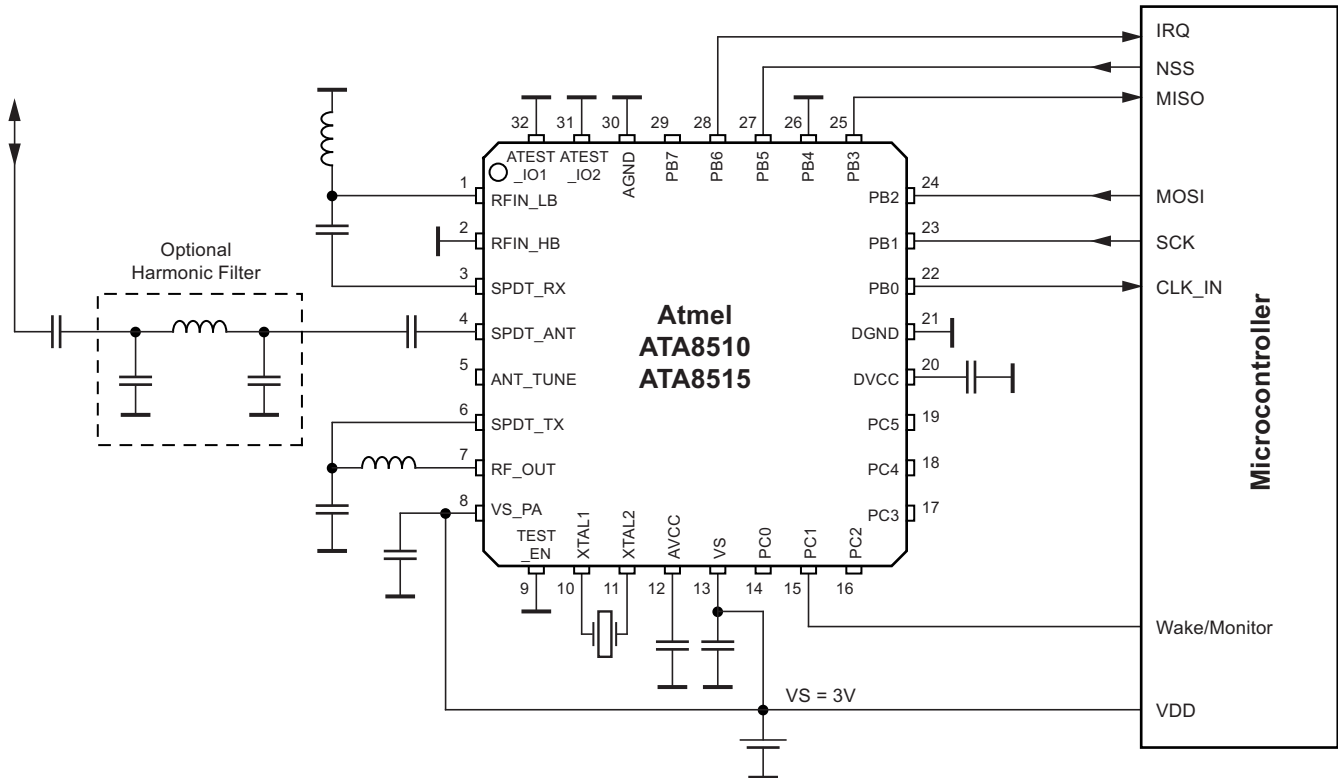 IRQ
NSS
MISO
32
31
30
29
28
27
26
25
ATEST
_IO1
ATEST
_IO2
AGND
PB7
PB6
PB5
PB4
PB3
1
RFIN_LB
PB2
24
MOSI
2
RFIN_HB
PB1
23
SCK
Optional
Harmonic Filter
3
SPDT_RX
PB0
22
CLK_IN
4
SPDT_ANT
Atmel
ATA8510
ATA8515
DGND
21
5
ANT_TUNE
DVCC
20
6
SPDT_TX
PC5
19
7
RF_OUT
PC4
18
8
VS_PA
PC3
17
TEST
_EN
XTAL1
XTAL2
AVCC
VS
PC0
PC1
PC2
9
10
11
12
13
14
15
16
Microcontroller
Wake/Monitor
VS = 3V
VDD